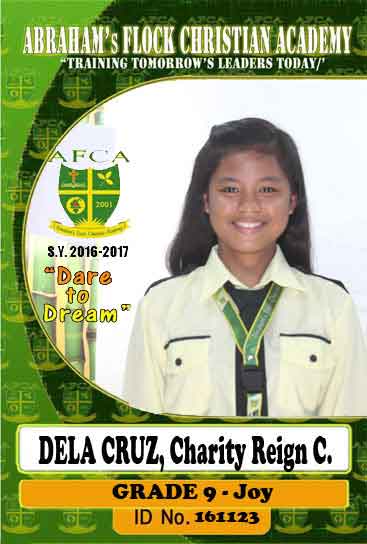 ABRAHAM's FLOCK CHRISTIAN ACADEMY
"TRAINING TOMORROW'S LEADERS TODAY/'
AFCA
2001
S.Y. 2016-2017
"Dare
to
Dream"
DELA CRUZ, Charity Reign C.
GRADE 9 - Joy
ID No. 161123